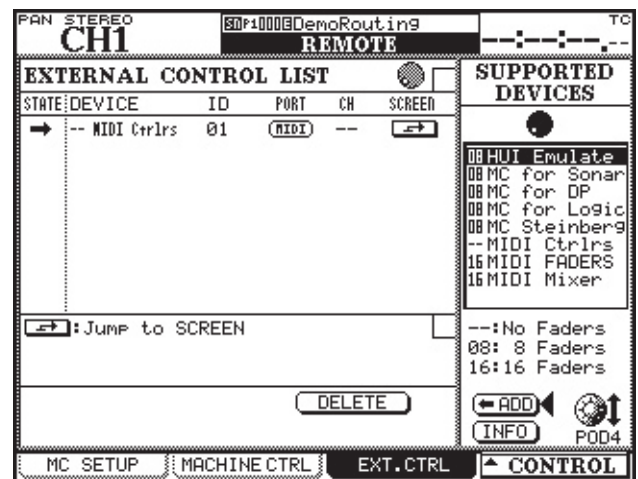 PAN STEREO
CH1
DemoRouting
REMOTE
TC
--:--:--.--
EXTERNAL CONTROL LIST
STATE DEVICE ID PORT CH SCREEN
-- MIDI Ctrlrs 01 MIDI --
:Jump to SCREEN
DELETE
SUPPORTED
DEVICES
08 HUI Emulate
08 MC for Sonar
08 MC for DP
08 MC for Logic
08 MC Steinberg
-- MIDI Ctrlrs
16 MIDI FADERS
16 MIDI Mixer
--:No Faders
08: 8 Faders
16:16 Faders
ADD
INFO
POD4
MC SETUP MACHINE CTRL EXT.CTRL CONTROL